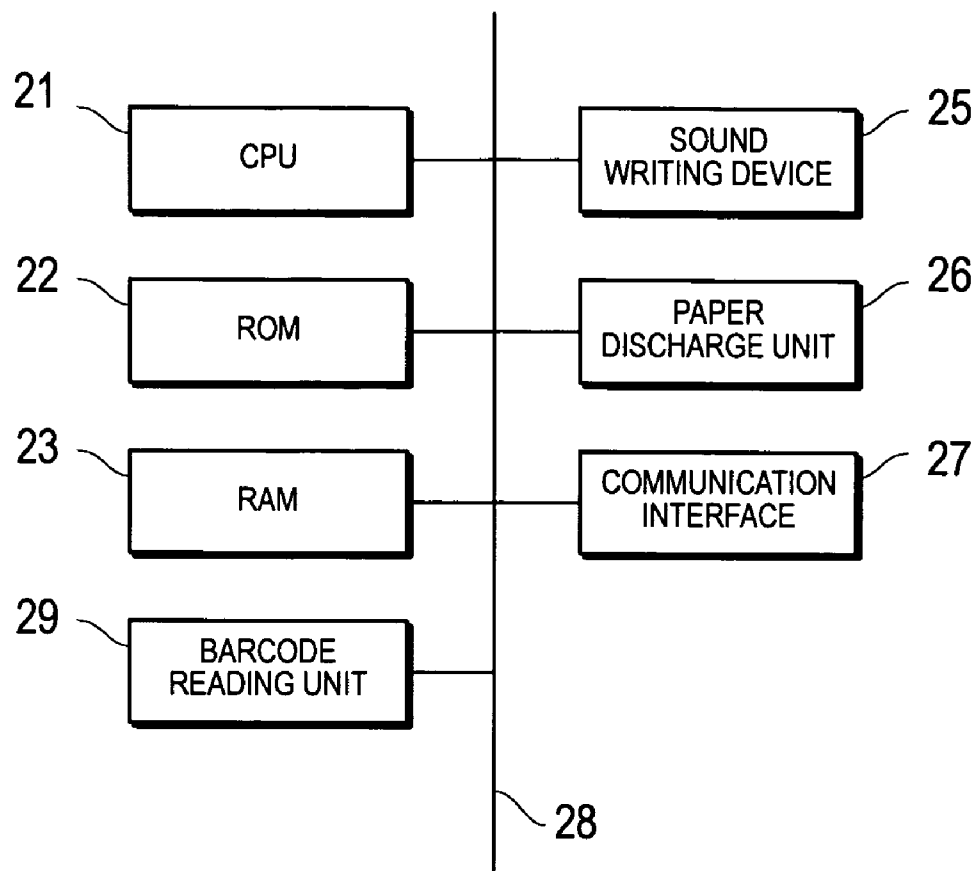 21
CPU
25
SOUND
WRITING DEVICE
22
ROM
26
PAPER
DISCHARGE UNIT
23
RAM
27
COMMUNICATION
INTERFACE
29
BARCODE
READING UNIT
28